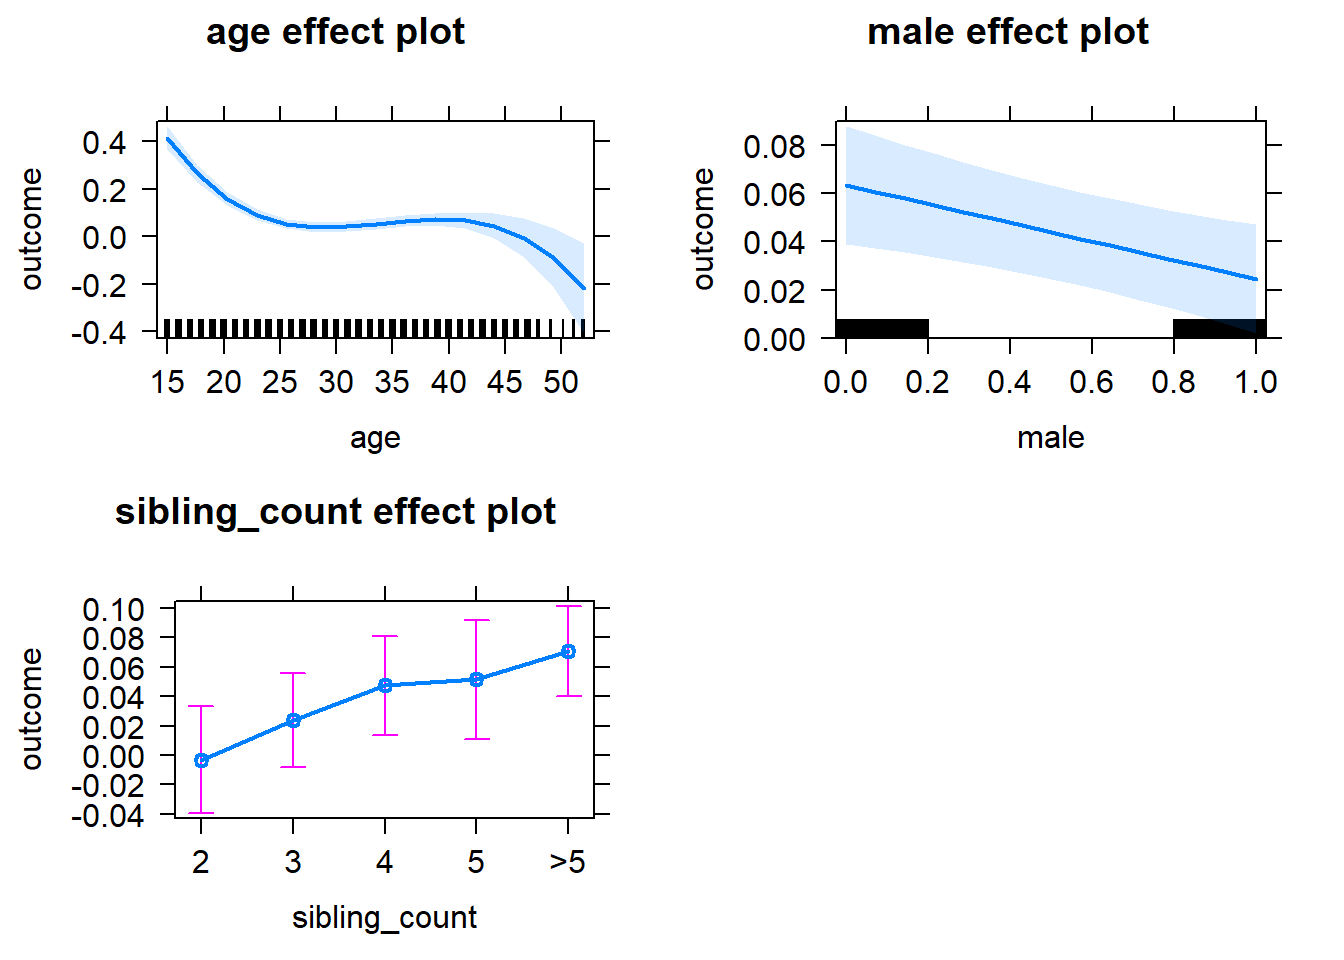 age effect plot
outcome
0.4
0.2
0.0
-0.2
-0.4
15 20 25 30 35 40 45 50
age
male effect plot
outcome
0.08
0.06
0.04
0.02
0.00
0.0 0.2 0.4 0.6 0.8 1.0
male
sibling_count effect plot
outcome
0.10
0.08
0.06
0.04
0.02
0.00
-0.02
-0.04
2 3 4 5 >5
sibling_count